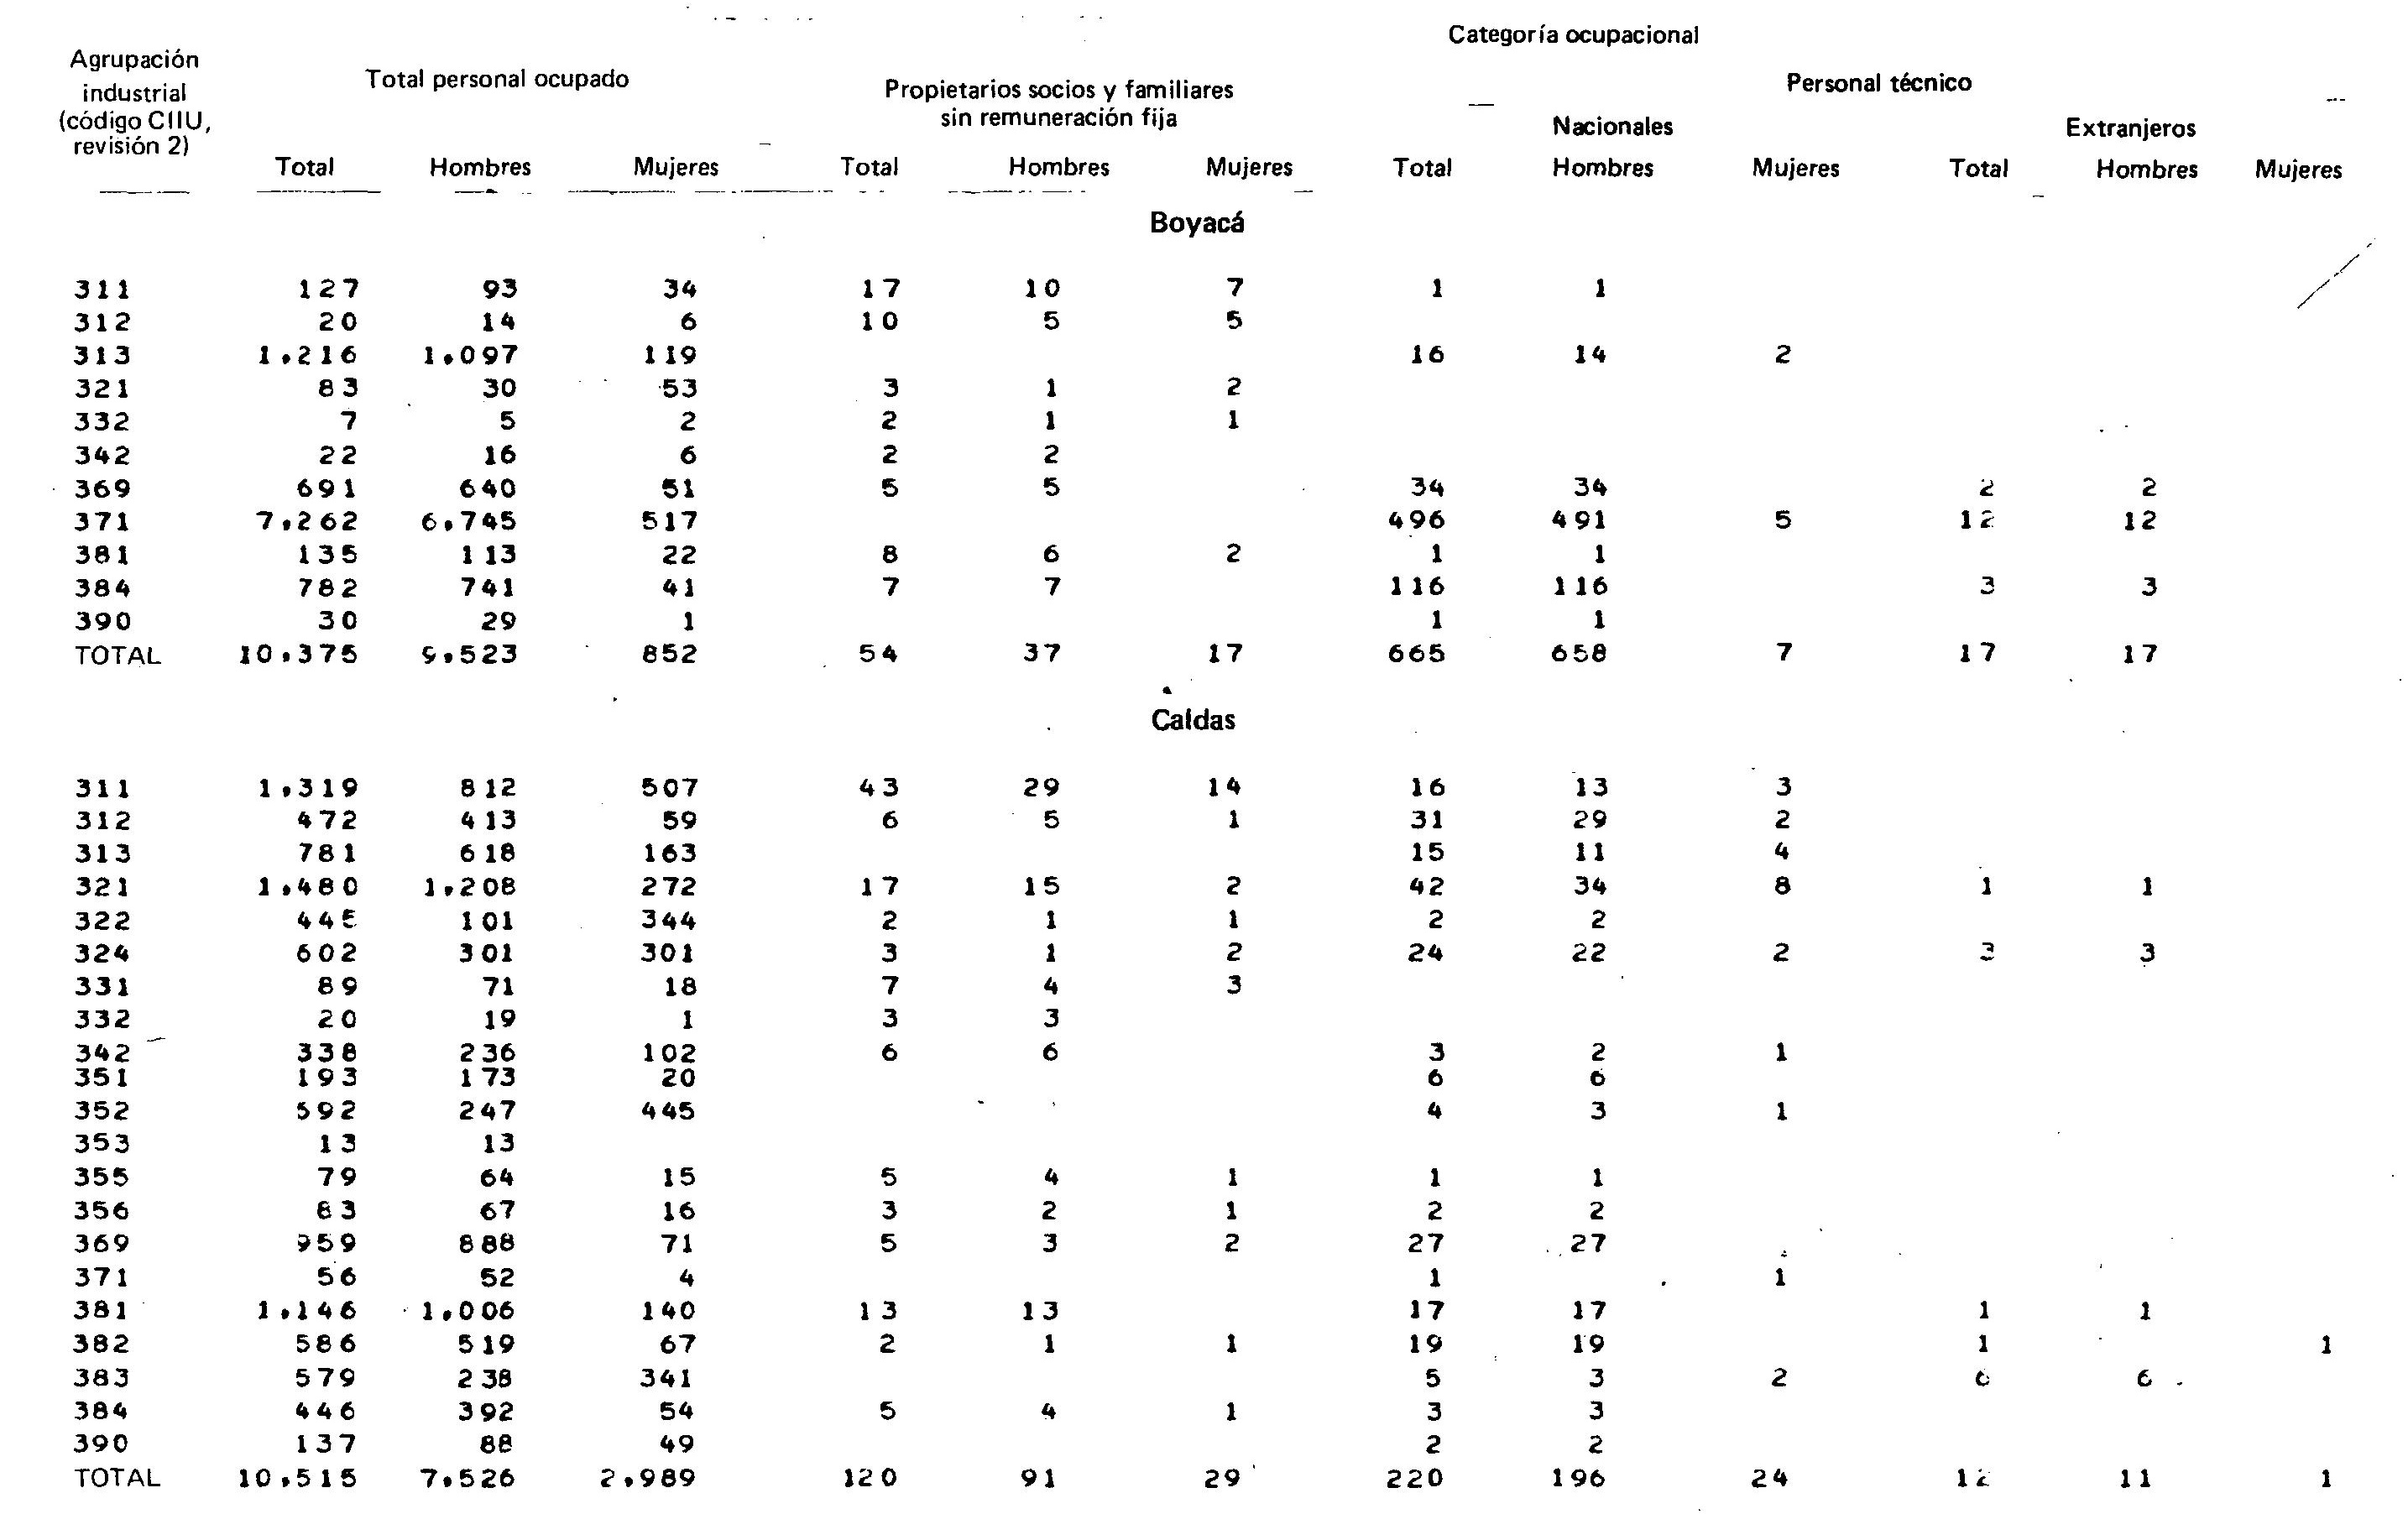 Categoría ocupacional
Agrupación industrial (código CIIU, revisión 2)
Total personal ocupado
Propietarios socios y familiares sin remuneración fija
Personal técnico
Nacionales Extranjeros
Total Hombres Mujeres Total Hombres Mujeres Total Hombres Mujeres Total Hombres Mujeres
Boyacá
311 127 93 34 17 10 7 1 1
312 20 14 6 10 5 5
313 1.216 1.097 119 16 14 2
321 83 30 53 3 1 2
332 7 5 2 2 1 1
342 22 16 6 2 2
369 691 640 51 5 5 34 34 2 2
371 7.262 6.745 517 496 491 5 12 12
381 135 113 22 8 6 2 1 1
384 782 741 41 7 7 116 116 3 3
390 30 29 1 1 1
TOTAL 10.375 9.523 852 54 37 17 665 658 7 17 17
Caldas
311 1.319 812 507 43 29 14 16 13 3
312 472 413 59 6 5 1 31 29 2
313 781 618 163 15 11 4
321 1.480 1.208 272 17 15 2 42 34 8 1 1
322 445 101 344 2 1 1 2 2
324 602 301 301 3 1 2 24 22 2 3 3
331 89 71 18 7 4 3
332 20 19 1 3 3
342 338 236 102 6 6 3 2 1
351 193 173 20 6 6
352 592 247 445 4 3 1
353 13 13
355 79 64 15 5 4 1 1 1
356 83 67 16 3 2 1 2 2
369 959 888 71 5 3 2 27 27
371 56 52 4 1 1
381 1.146 1.006 140 13 13 17 17 1 1
382 586 519 67 2 1 1 19 19 1 1
383 579 238 341 5 3 2 6 6
384 446 392 54 5 4 1 3 3
390 137 88 49 2 2
TOTAL 10.515 7.526 2.989 120 91 29 220 196 24 12 11 1